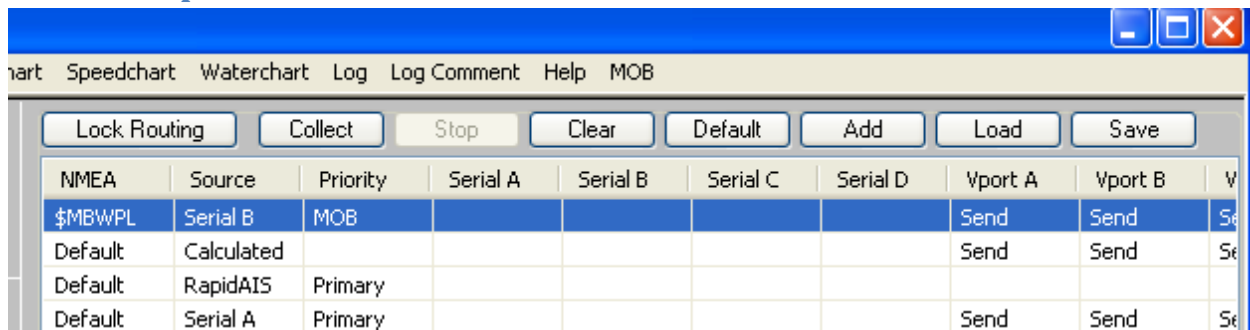 Speedchart Waterchart Log Log Comment Help MOB
Lock Routing Collect Stop Clear Default Add Load Save
NMEA Source Priority Serial A Serial B Serial C Serial D Vport A Vport B
$MBWPL Serial B MOB Send Send
Default Calculated Send Send
Default RapidAIS Primary
Default Serial A Primary Send Send